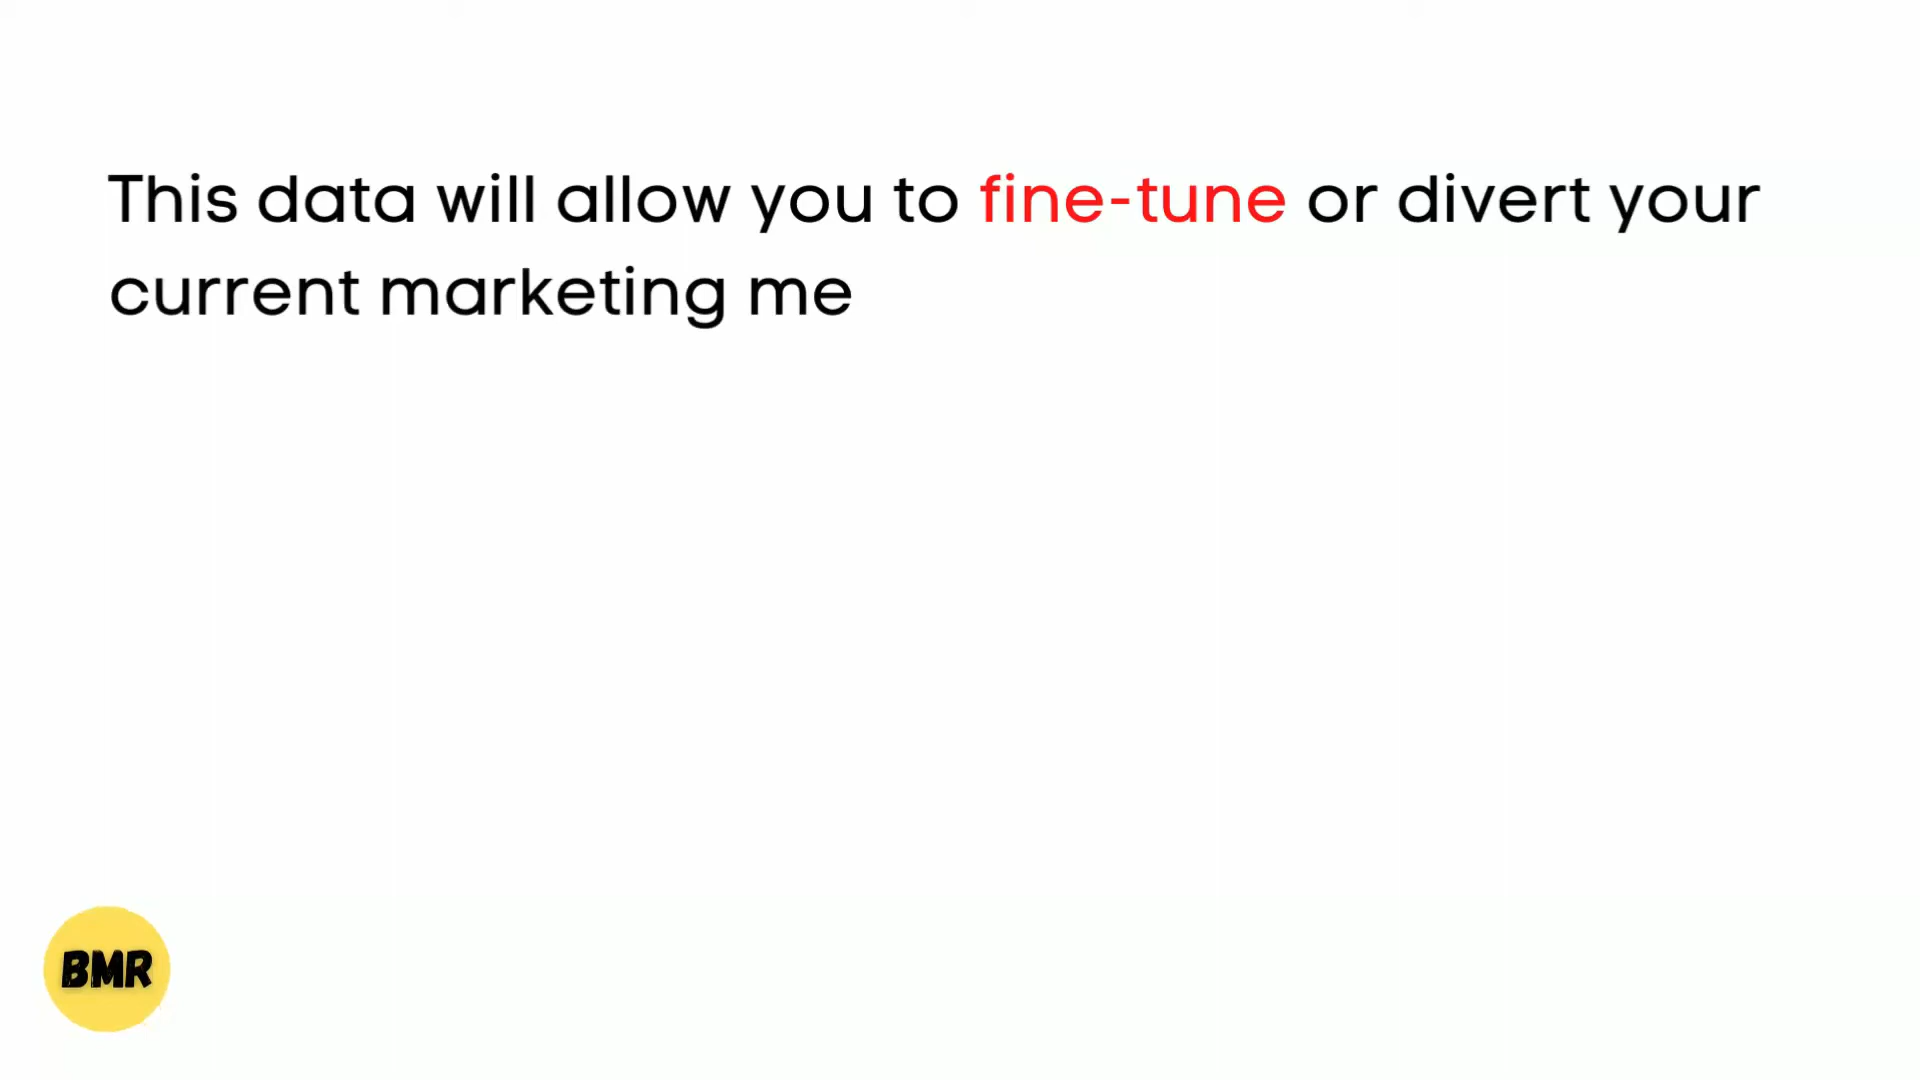 This data will allow you to fine-tune or divert your
current marketing me
BMR